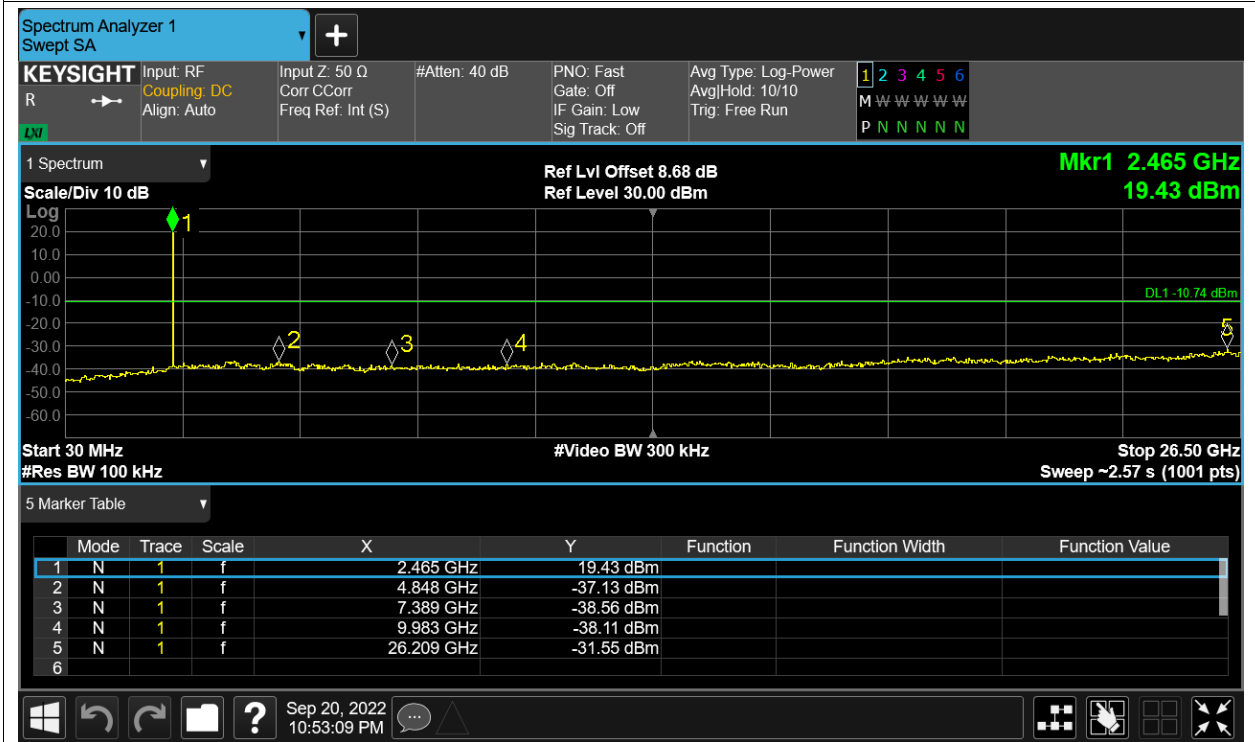 Spectrum Analyzer 1
Swept SA
+
KEYSIGHT Input: RF Input Z: 50 Ω #Atten: 40 dB PNO: Fast Avg Type: Log-Power 1 2 3 4 5 6
R Coupling: DC Corr CCorr Gate: Off Avg|Hold: 10/10 M W W W W W
Align: Auto Freq Ref: Int (S) IF Gain: Low Trig: Free Run
LXI Sig Track: Off P N N N N N
1 Spectrum Ref Lvl Offset 8.68 dB Mkr1 2.465 GHz
Scale/Div 10 dB Ref Level 30.00 dBm 19.43 dBm
Log
1
20.0
10.0
0.00
DL1 -10.74 dBm
-10.0
-20.0
2 3 4 5
-30.0
-40.0
-50.0
-60.0
Start 30 MHz #Video BW 300 kHz Stop 26.50 GHz
#Res BW 100 kHz Sweep ~2.57 s (1001 pts)
5 Marker Table
Mode Trace Scale X Y Function Function Width Function Value
1 N 1 f 2.465 GHz 19.43 dBm
2 N 1 f 4.848 GHz -37.13 dBm
3 N 1 f 7.389 GHz -38.56 dBm
4 N 1 f 9.983 GHz -38.11 dBm
5 N 1 f 26.209 GHz -31.55 dBm
6
? Sep 20, 2022
10:53:09 PM